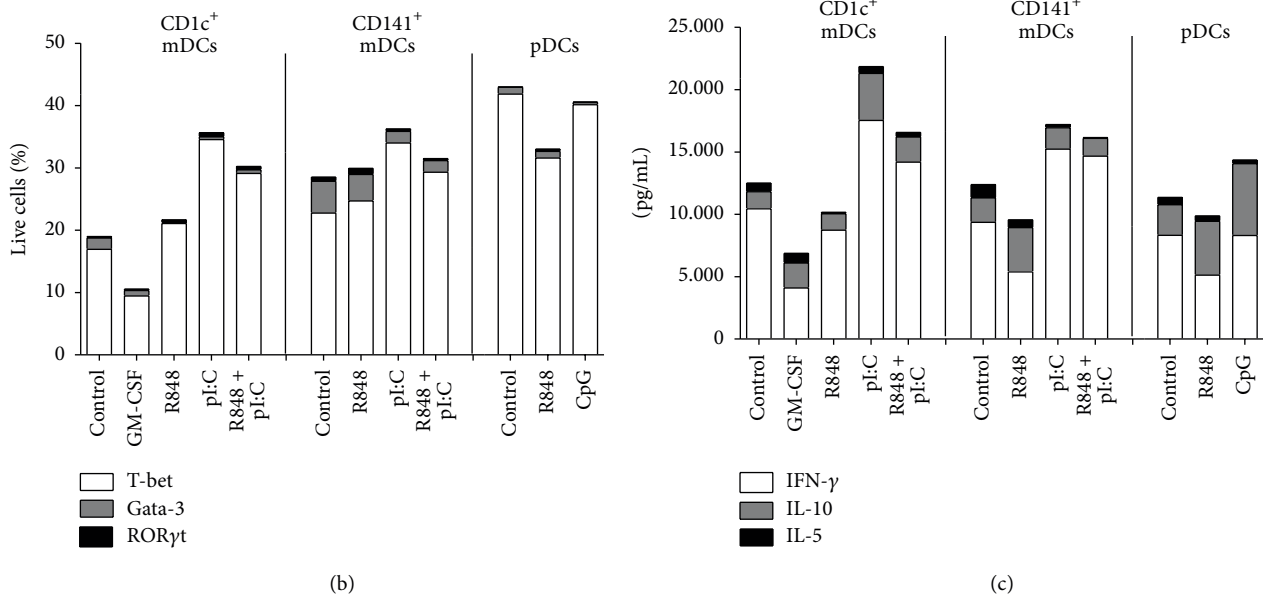 CD1c+
mDCs
CD141+
mDCs
pDCs
50
40
30
20
10
0
Live cells (%)
Control
GM-CSF
R848
pI:C
R848 +
pI:C
Control
R848
pI:C
R848 +
pI:C
Control
R848
CpG
T-bet
Gata-3
RORγt
(b)
CD1c+
mDCs
CD141+
mDCs
pDCs
25.000
20.000
15.000
10.000
5.000
0
(pg/mL)
Control
GM-CSF
R848
pI:C
R848 +
pI:C
Control
R848
pI:C
R848 +
pI:C
Control
R848
CpG
IFN-γ
IL-10
IL-5
(c)